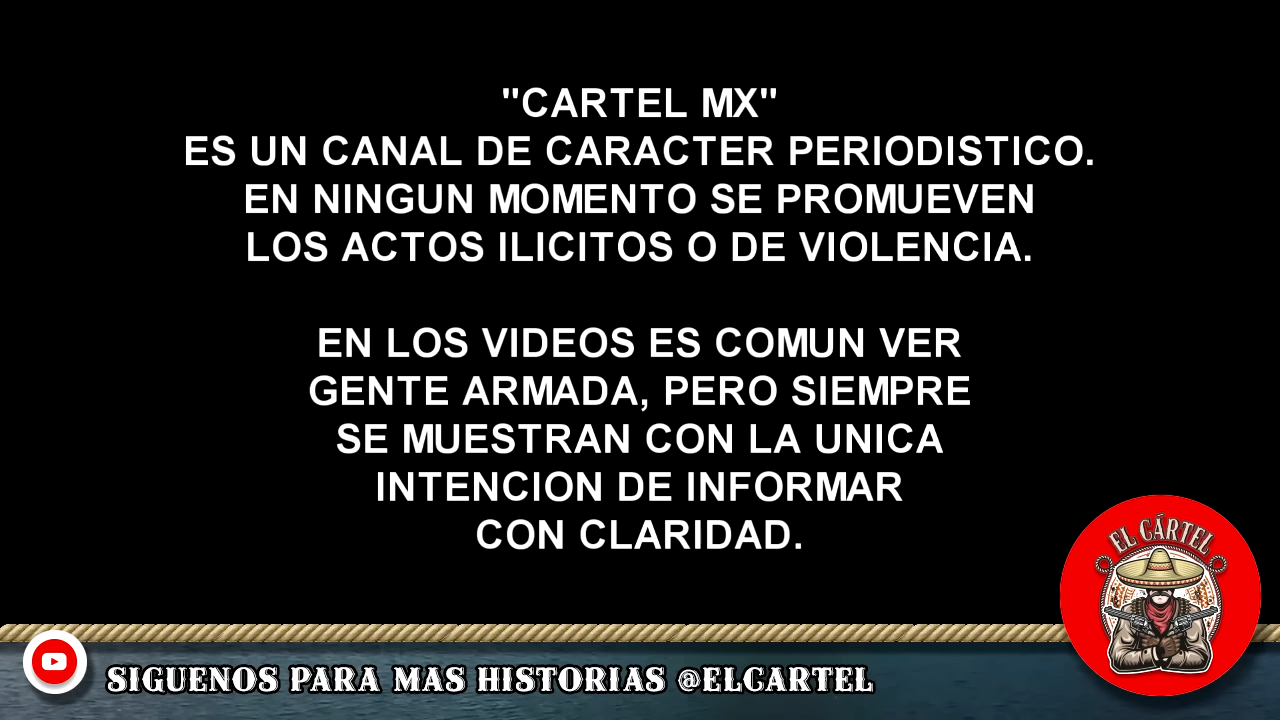 "CARTEL MX"
ES UN CANAL DE CARACTER PERIODISTICO.
EN NINGUN MOMENTO SE PROMUEVEN
LOS ACTOS ILICITOS O DE VIOLENCIA.
EN LOS VIDEOS ES COMUN VER
GENTE ARMADA, PERO SIEMPRE
SE MUESTRAN CON LA UNICA
INTENCION DE INFORMAR
CON CLARIDAD.
EL CÁRTEL
SIGUENOS PARA MAS HISTORIAS @ELCARTEL